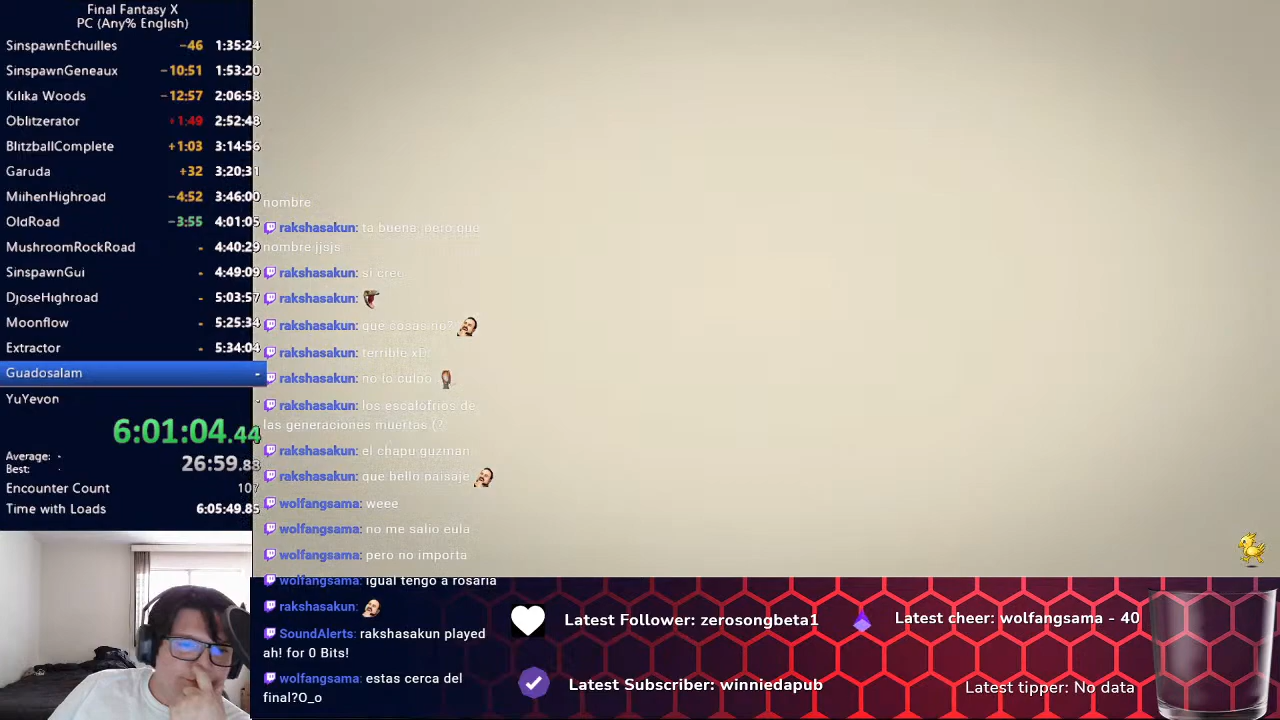 Final Fantasy X
PC (Any% English)
SinspawnEchuilles -46 1:35:24
SinspawnGeneaux -10:51 1:53:20
Kilika Woods -12:57 2:06:58
Oblitzerator +1:49 2:52:48
BlitzballComplete +1:03 3:14:56
Garuda +32 3:20:31
MiihenHighroad -4:52 3:46:00
OldRoad -3:55 4:01:05
MushroomRockRoad - 4:40:29
SinspawnGui - 4:49:09
DjoseHighroad - 5:03:57
Moonflow - 5:25:34
Extractor - 5:34:04
Guadosalam -
YuYevon -
6:01:04.44
Average: -
Best: -
26:59.88
Encounter Count 107
Time with Loads 6:05:49.85
nombre
rakshasakun: ta buena, pero que
nombre jjsjs
rakshasakun: si cree
rakshasakun:
rakshasakun: que cosas no?
rakshasakun: terrible xE
rakshasakun: no lo culpo
rakshasakun: los escalofrios de
las generaciones muertas (?
rakshasakun: el chapu guzman
rakshasakun: que bello paisaje
wolfangsama: weee
wolfangsama: no me salio eula
wolfangsama: pero no importa
wolfangsama: igual tengo a rosaria
rakshasakun:
SoundAlerts: rakshasakun played
ah! for 0 Bits!
wolfangsama: estas cerca del
final?O_o
Latest Follower: zerosongbeta1
Latest cheer: wolfangsama - 40
Latest Subscriber: winniedapub
Latest tipper: No data